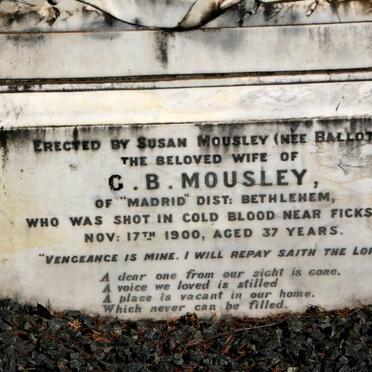 Erected by Susan Mousley (nee Ballot
the beloved wife of
G. B. MOUSLEY,
of "Madrid" Dist: Bethlehem,
who was shot in cold blood near Ficks
Nov: 17th 1900, aged 37 years.
"Vengeance is mine. I will repay saith the Lor
A dear one from our sight is gone.
A voice we loved is stilled
A place is vacant in our home.
Which never can be filled.